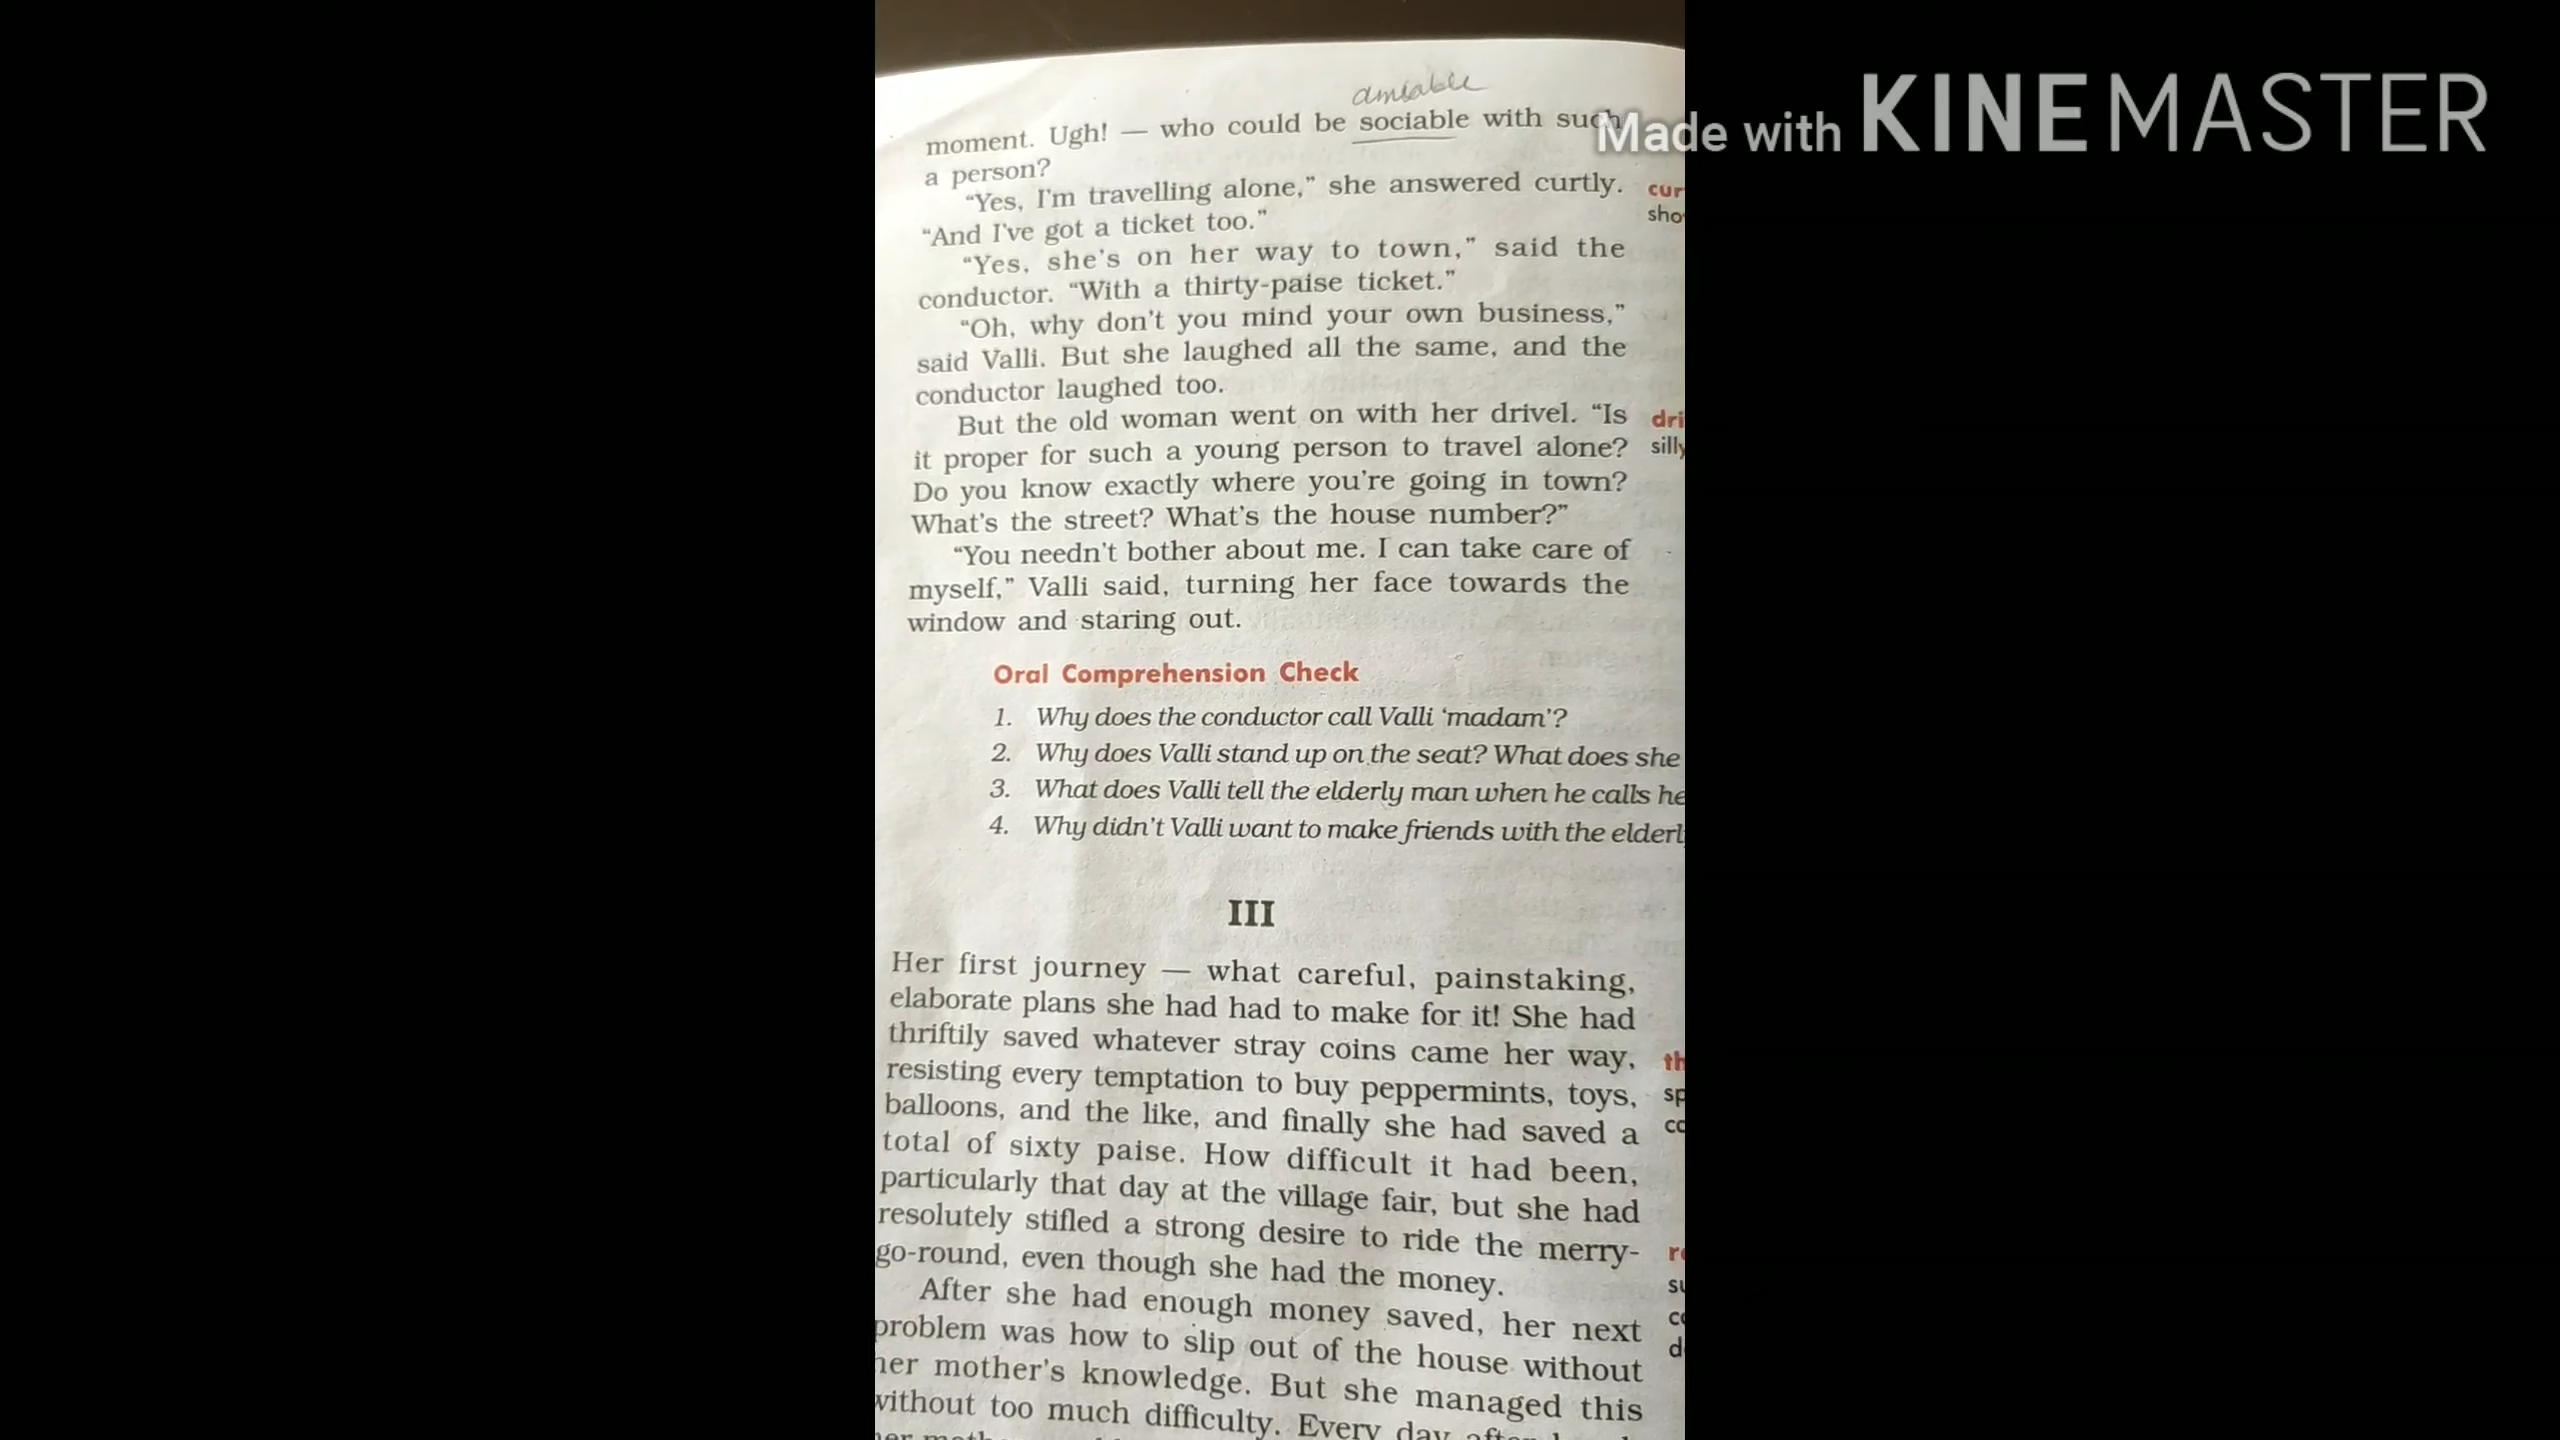 amiable
moment. Ugh! — who could be sociable with such
a person?
“Yes, I'm travelling alone,” she answered curtly.
“And I've got a ticket too.”
“Yes, she's on her way to town,” said the
conductor. “With a thirty-paise ticket.”
“Oh, why don't you mind your own business,”
said Valli. But she laughed all the same, and the
conductor laughed too.
But the old woman went on with her drivel. “Is
it proper for such a young person to travel alone?
Do you know exactly where you're going in town?
What's the street? What's the house number?”
“You needn't bother about me. I can take care of
myself,” Valli said, turning her face towards the
window and staring out.
Oral Comprehension Check
1. Why does the conductor call Valli ‘madam’?
2. Why does Valli stand up on the seat? What does she
3. What does Valli tell the elderly man when he calls he
4. Why didn't Valli want to make friends with the elderl
III
Her first journey — what careful, painstaking,
elaborate plans she had had to make for it! She had
thriftily saved whatever stray coins came her way,
resisting every temptation to buy peppermints, toys,
balloons, and the like, and finally she had saved a
total of sixty paise. How difficult it had been,
particularly that day at the village fair, but she had
resolutely stifled a strong desire to ride the merry-
go-round, even though she had the money.
After she had enough money saved, her next
problem was how to slip out of the house without
her mother's knowledge. But she managed this
without too much difficulty. Every day
cur
sho
dri
silly
th
sp
co
re
su
co
d
Made with KINEMASTER